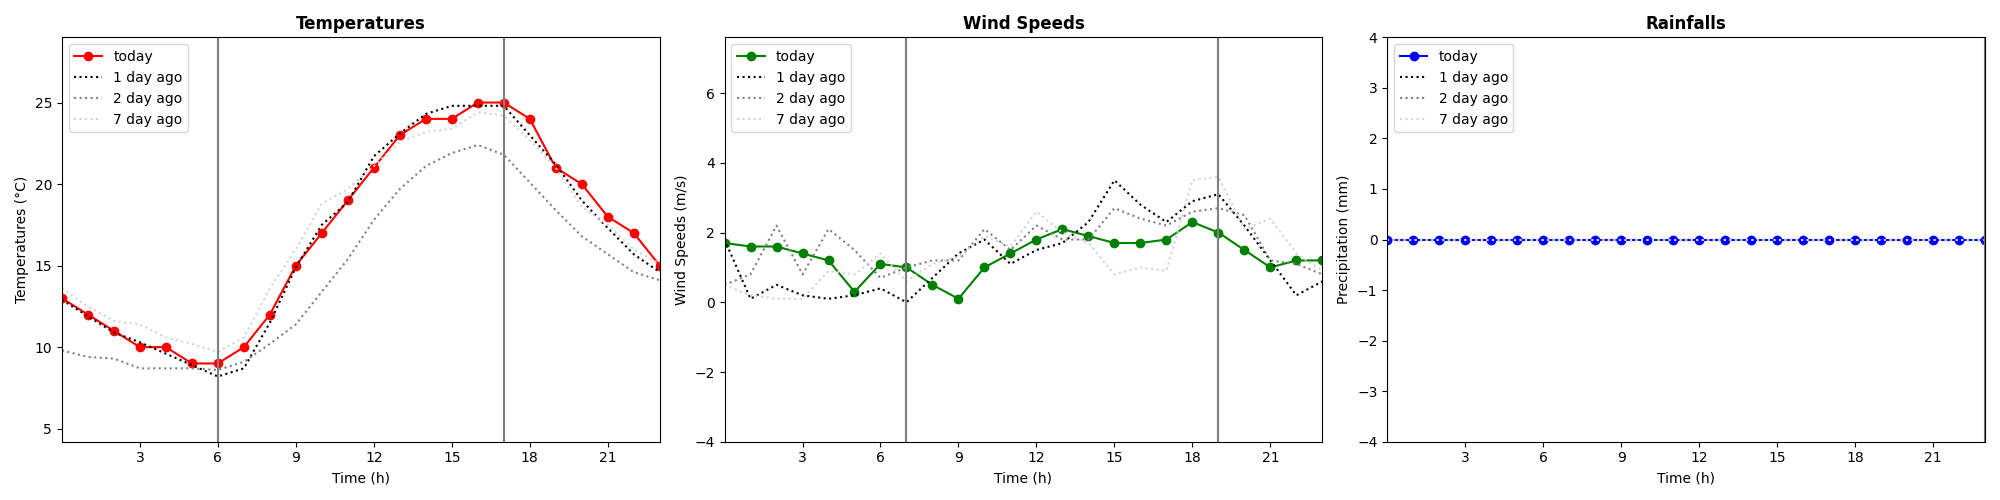 Temperatures
today
1 day ago
2 day ago
7 day ago
25
20
15
10
5
Temperatures (°C)
3 6 9 12 15 18 21
Time (h)
Wind Speeds
today
1 day ago
2 day ago
7 day ago
6
4
2
0
−2
−4
Wind Speeds (m/s)
3 6 9 12 15 18 21
Time (h)
Rainfalls
today
1 day ago
2 day ago
7 day ago
4
3
2
1
0
−1
−2
−3
−4
Precipitation (mm)
3 6 9 12 15 18 21
Time (h)